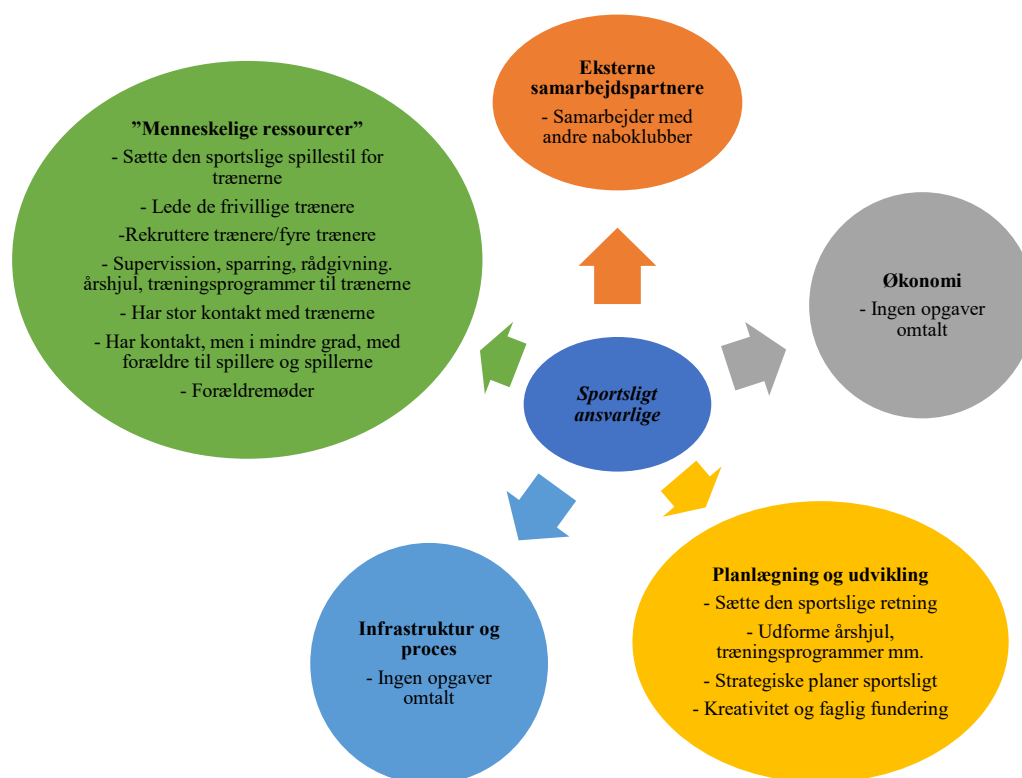 Eksterne
samarbejdspartnere
- Samarbejder med
andre naboklubber
”Menneskelige ressourcer”
- Sætte den sportslige spillestil for
trænerne
- Lede de frivillige trænere
-Rekruttere trænere/fyre trænere
- Supervission, sparring, rådgivning.
årshjul, træningsprogrammer til trænerne
- Har stor kontakt med trænerne
- Har kontakt, men i mindre grad, med
forældre til spillere og spillerne
- Forældremøder
Økonomi
- Ingen opgaver
omtalt
Sportsligt
ansvarlige
Infrastruktur og
proces
- Ingen opgaver
omtalt
Planlægning og udvikling
- Sætte den sportslige retning
- Udforme årshjul,
træningsprogrammer mm.
- Strategiske planer sportsligt
- Kreativitet og faglig fundering